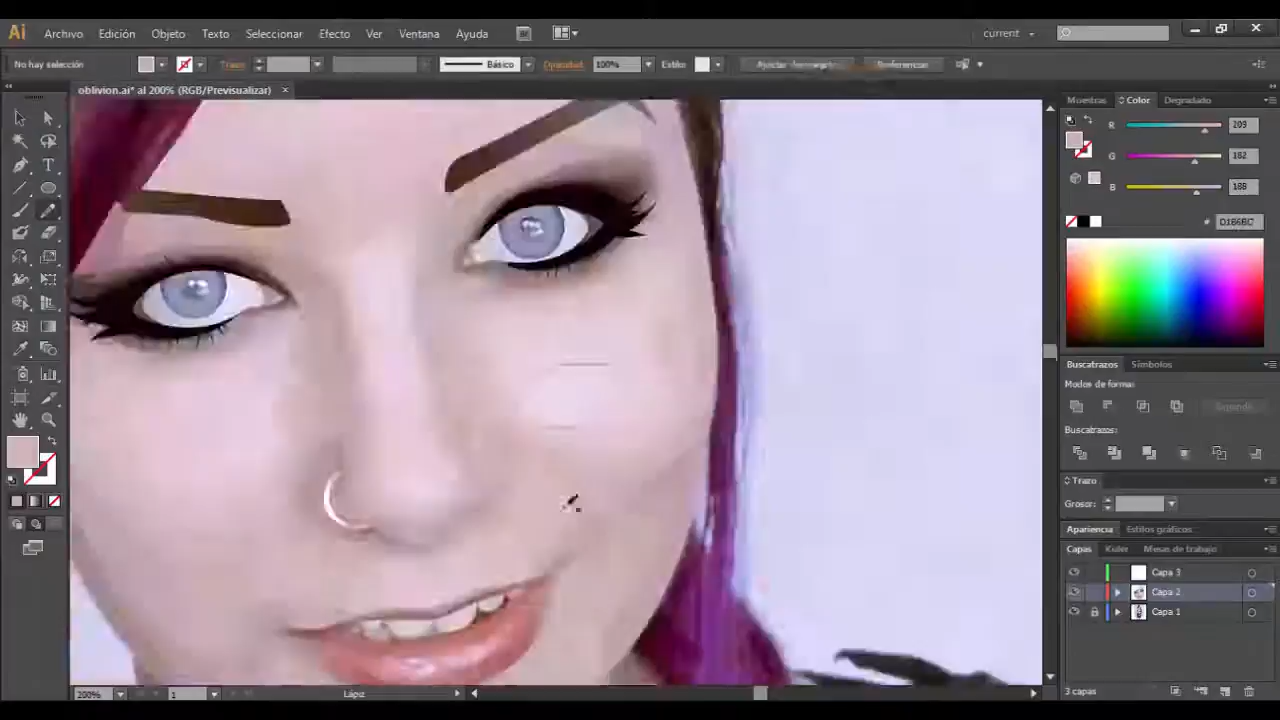 Ai Archivo Edición Objeto Texto Seleccionar Efecto Ver Ventana Ayuda Br current
No hay selección Trazo Básico Opacidad 100% Estilo Preferencias
oblivion.ai* al 200% (RGB/Previsualizar)
Muestras Color Degradado
R 209
G 182
B 188
# D1B6BC
Buscatrazos Símbolos
Modos de forma:
Buscatrazos:
Trazo
Grosor:
Apariencia Estilos gráficos
Capas Kuler Mesas de trabajo
Capa 3
Capa 2
Capa 1
3 capas
200% 1 Lápiz